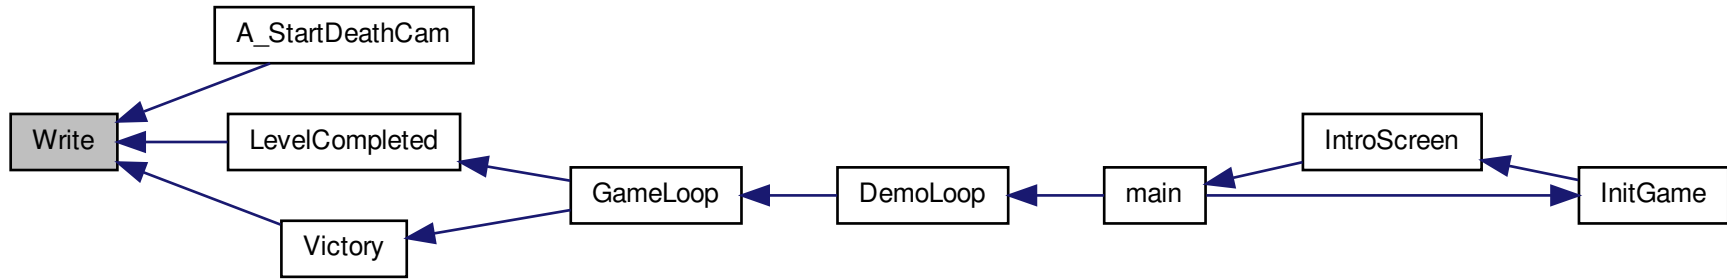 A_StartDeathCam
Write
LevelCompleted
IntroScreen
GameLoop
DemoLoop
main
InitGame
Victory